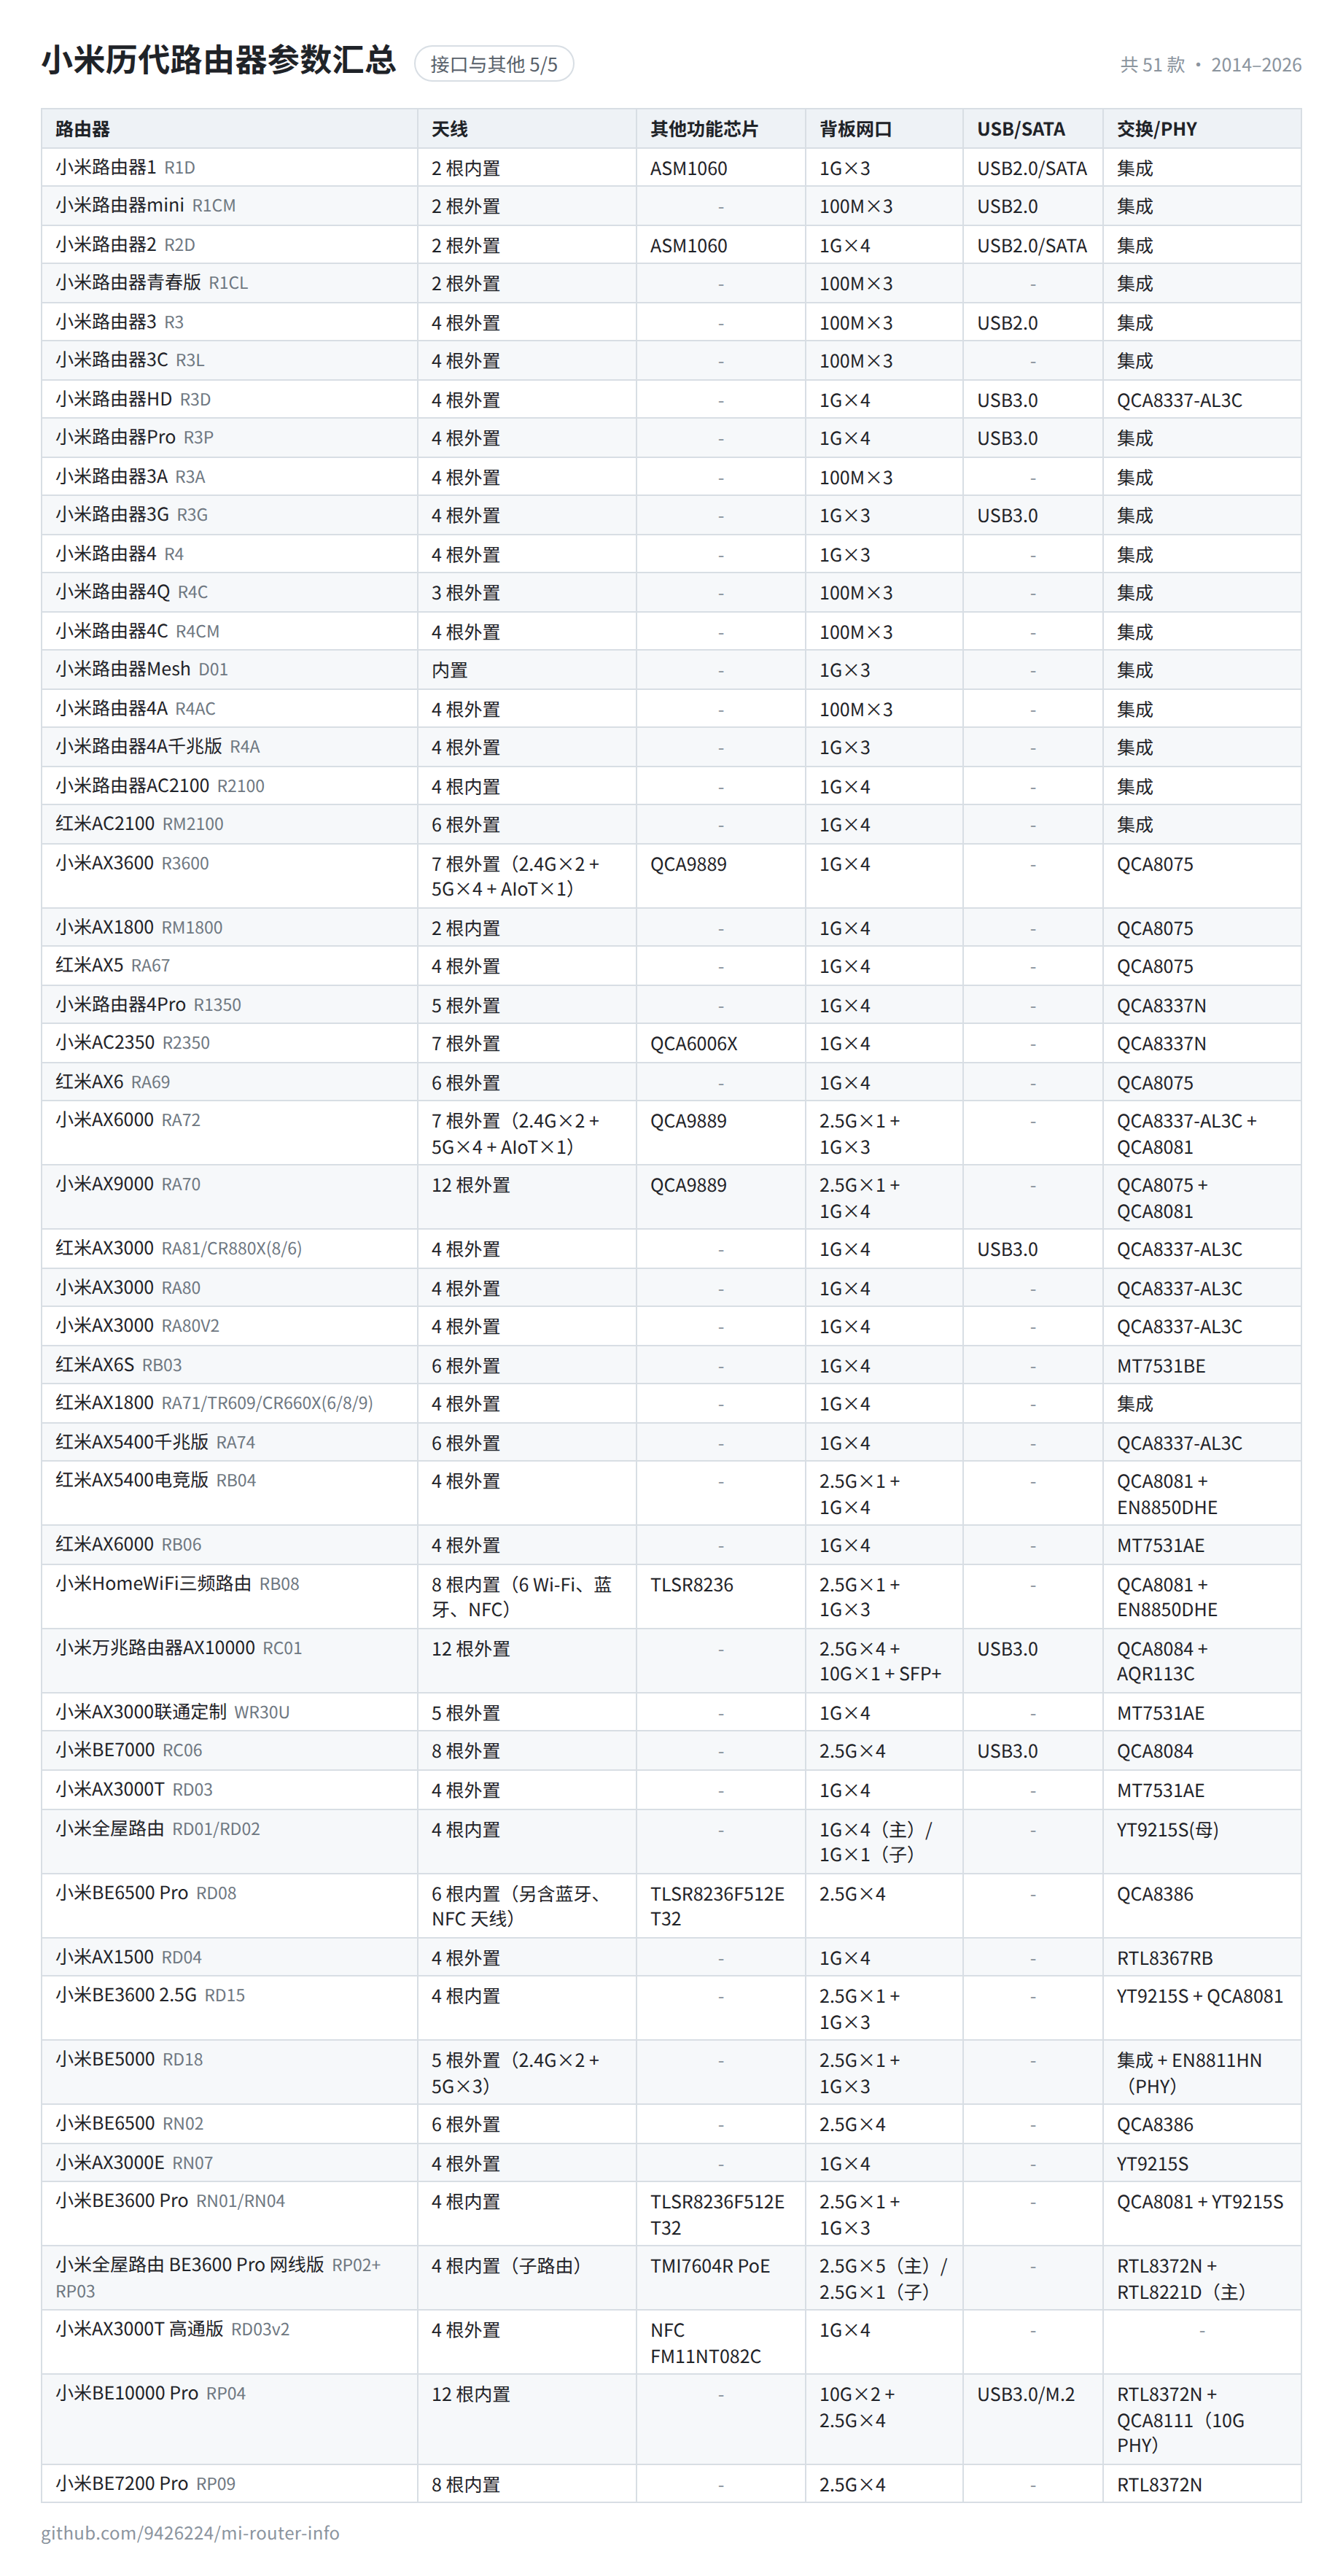 小米历代路由器参数汇总 接口与其他 5/5 共 51 款 • 2014–2026
路由器 天线 其他功能芯片 背板网口 USB/SATA 交换/PHY
小米路由器1 R1D 2 根内置 ASM1060 1G×3 USB2.0/SATA 集成
小米路由器mini R1CM 2 根外置 - 100M×3 USB2.0 集成
小米路由器2 R2D 2 根外置 ASM1060 1G×4 USB2.0/SATA 集成
小米路由器青春版 R1CL 2 根外置 - 100M×3 - 集成
小米路由器3 R3 4 根外置 - 100M×3 USB2.0 集成
小米路由器3C R3L 4 根外置 - 100M×3 - 集成
小米路由器HD R3D 4 根外置 - 1G×4 USB3.0 QCA8337-AL3C
小米路由器Pro R3P 4 根外置 - 1G×4 USB3.0 集成
小米路由器3A R3A 4 根外置 - 100M×3 - 集成
小米路由器3G R3G 4 根外置 - 1G×3 USB3.0 集成
小米路由器4 R4 4 根外置 - 1G×3 - 集成
小米路由器4Q R4C 3 根外置 - 100M×3 - 集成
小米路由器4C R4CM 4 根外置 - 100M×3 - 集成
小米路由器Mesh D01 内置 - 1G×3 - 集成
小米路由器4A R4AC 4 根外置 - 100M×3 - 集成
小米路由器4A千兆版 R4A 4 根外置 - 1G×3 - 集成
小米路由器AC2100 R2100 4 根内置 - 1G×4 - 集成
红米AC2100 RM2100 6 根外置 - 1G×4 - 集成
小米AX3600 R3600 7 根外置（2.4G×2 + QCA9889 1G×4 - QCA8075
5G×4 + AIoT×1）
小米AX1800 RM1800 2 根内置 - 1G×4 - QCA8075
红米AX5 RA67 4 根外置 - 1G×4 - QCA8075
小米路由器4Pro R1350 5 根外置 - 1G×4 - QCA8337N
小米AC2350 R2350 7 根外置 QCA6006X 1G×4 - QCA8337N
红米AX6 RA69 6 根外置 - 1G×4 - QCA8075
小米AX6000 RA72 7 根外置（2.4G×2 + QCA9889 2.5G×1 + - QCA8337-AL3C +
5G×4 + AIoT×1） 1G×3 QCA8081
小米AX9000 RA70 12 根外置 QCA9889 2.5G×1 + - QCA8075 +
1G×4 QCA8081
红米AX3000 RA81/CR880X(8/6) 4 根外置 - 1G×4 USB3.0 QCA8337-AL3C
小米AX3000 RA80 4 根外置 - 1G×4 - QCA8337-AL3C
小米AX3000 RA80V2 4 根外置 - 1G×4 - QCA8337-AL3C
红米AX6S RB03 6 根外置 - 1G×4 - MT7531BE
红米AX1800 RA71/TR609/CR660X(6/8/9) 4 根外置 - 1G×4 - 集成
红米AX5400千兆版 RA74 6 根外置 - 1G×4 - QCA8337-AL3C
红米AX5400电竞版 RB04 4 根外置 - 2.5G×1 + - QCA8081 +
1G×4 EN8850DHE
红米AX6000 RB06 4 根外置 - 1G×4 - MT7531AE
小米HomeWiFi三频路由 RB08 8 根内置（6 Wi-Fi、蓝 TLSR8236 2.5G×1 + - QCA8081 +
牙、NFC） 1G×3 EN8850DHE
小米万兆路由器AX10000 RC01 12 根外置 - 2.5G×4 + USB3.0 QCA8084 +
10G×1 + SFP+ AQR113C
小米AX3000联通定制 WR30U 5 根外置 - 1G×4 - MT7531AE
小米BE7000 RC06 8 根外置 - 2.5G×4 USB3.0 QCA8084
小米AX3000T RD03 4 根外置 - 1G×4 - MT7531AE
小米全屋路由 RD01/RD02 4 根内置 - 1G×4（主）/ - YT9215S(母)
1G×1（子）
小米BE6500 Pro RD08 6 根内置（另含蓝牙、 TLSR8236F512E 2.5G×4 - QCA8386
NFC 天线） T32
小米AX1500 RD04 4 根外置 - 1G×4 - RTL8367RB
小米BE3600 2.5G RD15 4 根内置 - 2.5G×1 + - YT9215S + QCA8081
1G×3
小米BE5000 RD18 5 根外置（2.4G×2 + - 2.5G×1 + - 集成 + EN8811HN
5G×3） 1G×3 （PHY）
小米BE6500 RN02 6 根外置 - 2.5G×4 - QCA8386
小米AX3000E RN07 4 根外置 - 1G×4 - YT9215S
小米BE3600 Pro RN01/RN04 4 根内置 TLSR8236F512E 2.5G×1 + - QCA8081 + YT9215S
T32 1G×3
小米全屋路由 BE3600 Pro 网线版 RP02+ 4 根内置（子路由） TMI7604R PoE 2.5G×5（主）/ - RTL8372N +
RP03 2.5G×1（子） RTL8221D（主）
小米AX3000T 高通版 RD03v2 4 根外置 NFC 1G×4 - -
FM11NT082C
小米BE10000 Pro RP04 12 根内置 - 10G×2 + USB3.0/M.2 RTL8372N +
2.5G×4 QCA8111（10G
PHY）
小米BE7200 Pro RP09 8 根内置 - 2.5G×4 - RTL8372N
github.com/9426224/mi-router-info